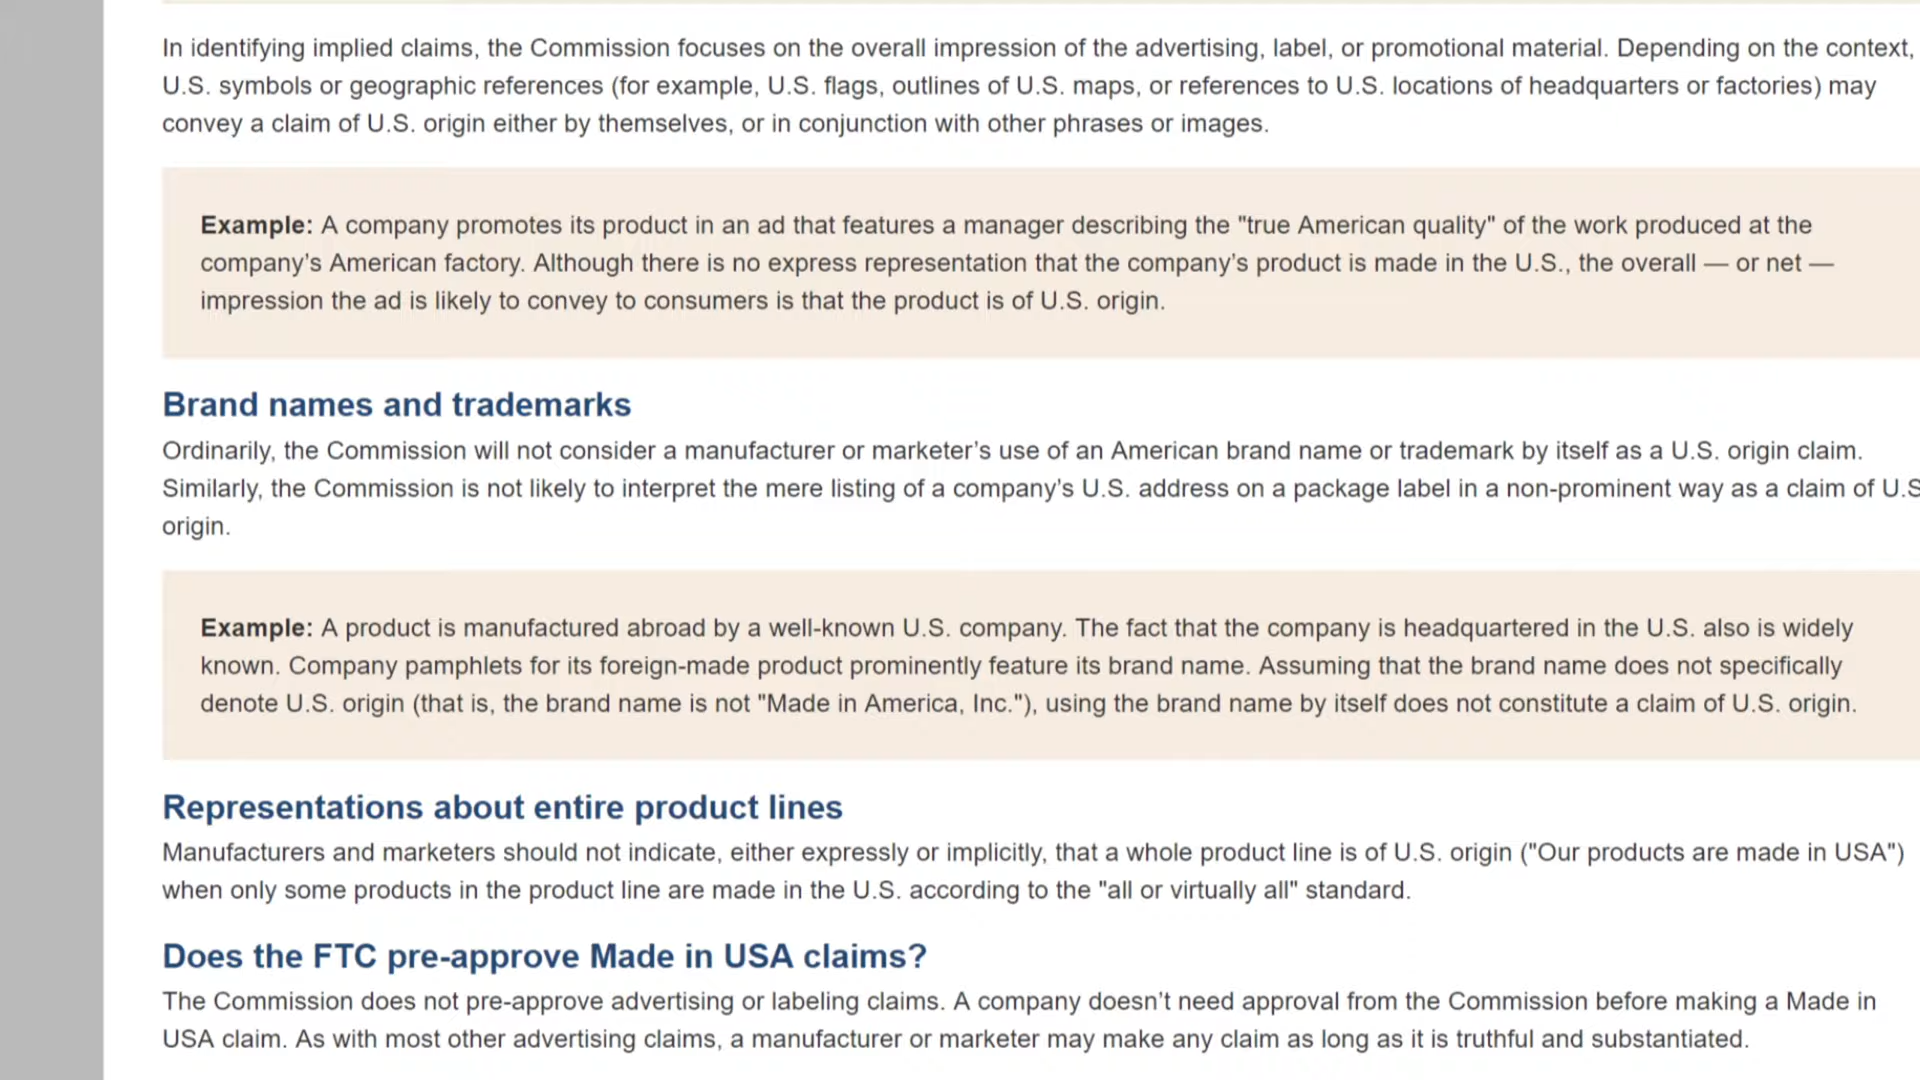 In identifying implied claims, the Commission focuses on the overall impression of the advertising, label, or promotional material. Depending on the context,
U.S. symbols or geographic references (for example, U.S. flags, outlines of U.S. maps, or references to U.S. locations of headquarters or factories) may
convey a claim of U.S. origin either by themselves, or in conjunction with other phrases or images.
Example: A company promotes its product in an ad that features a manager describing the "true American quality" of the work produced at the
company’s American factory. Although there is no express representation that the company’s product is made in the U.S., the overall — or net —
impression the ad is likely to convey to consumers is that the product is of U.S. origin.
Brand names and trademarks
Ordinarily, the Commission will not consider a manufacturer or marketer’s use of an American brand name or trademark by itself as a U.S. origin claim.
Similarly, the Commission is not likely to interpret the mere listing of a company’s U.S. address on a package label in a non-prominent way as a claim of U.S
origin.
Example: A product is manufactured abroad by a well-known U.S. company. The fact that the company is headquartered in the U.S. also is widely
known. Company pamphlets for its foreign-made product prominently feature its brand name. Assuming that the brand name does not specifically
denote U.S. origin (that is, the brand name is not "Made in America, Inc."), using the brand name by itself does not constitute a claim of U.S. origin.
Representations about entire product lines
Manufacturers and marketers should not indicate, either expressly or implicitly, that a whole product line is of U.S. origin ("Our products are made in USA")
when only some products in the product line are made in the U.S. according to the "all or virtually all" standard.
Does the FTC pre-approve Made in USA claims?
The Commission does not pre-approve advertising or labeling claims. A company doesn’t need approval from the Commission before making a Made in
USA claim. As with most other advertising claims, a manufacturer or marketer may make any claim as long as it is truthful and substantiated.